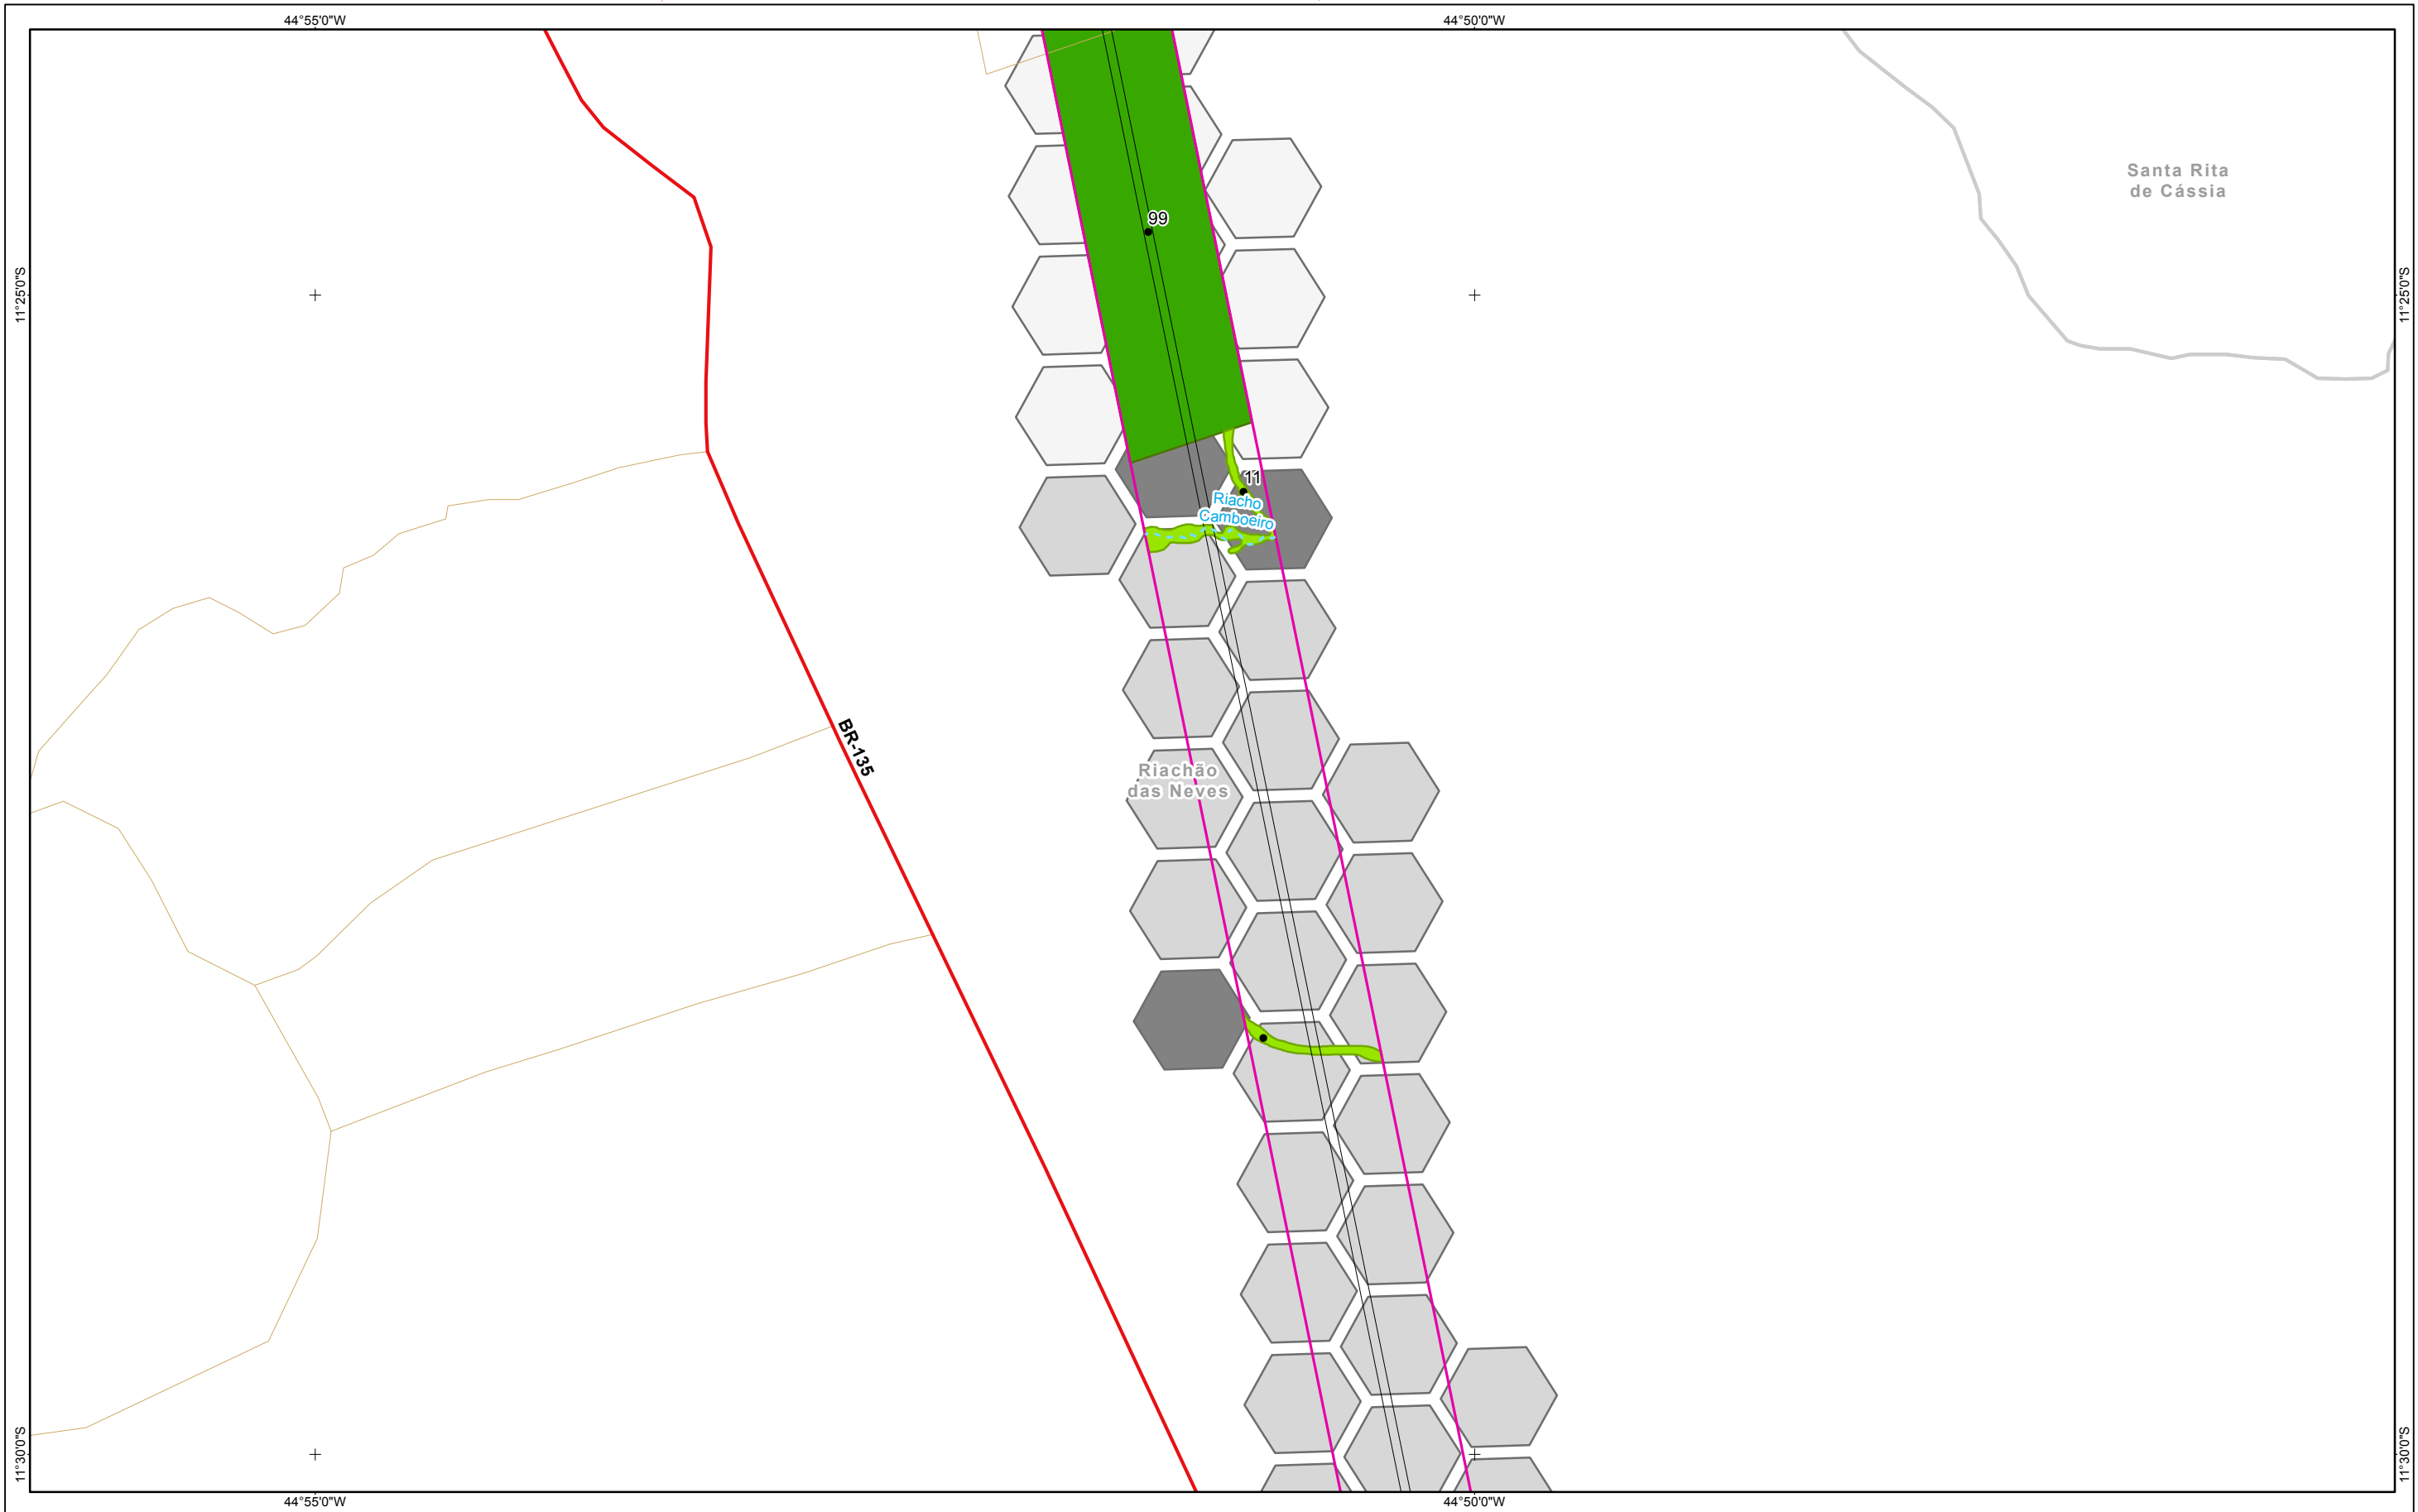 44°55'0"W
44°50'0"W
Santa Rita
de Cássia
99
11°25'0"S
11°25'0"S
11
Riacho
Camboeiro
BR-135
Riachão
das Neves
11°30'0"S
11°30'0"S
44°55'0"W
44°50'0"W